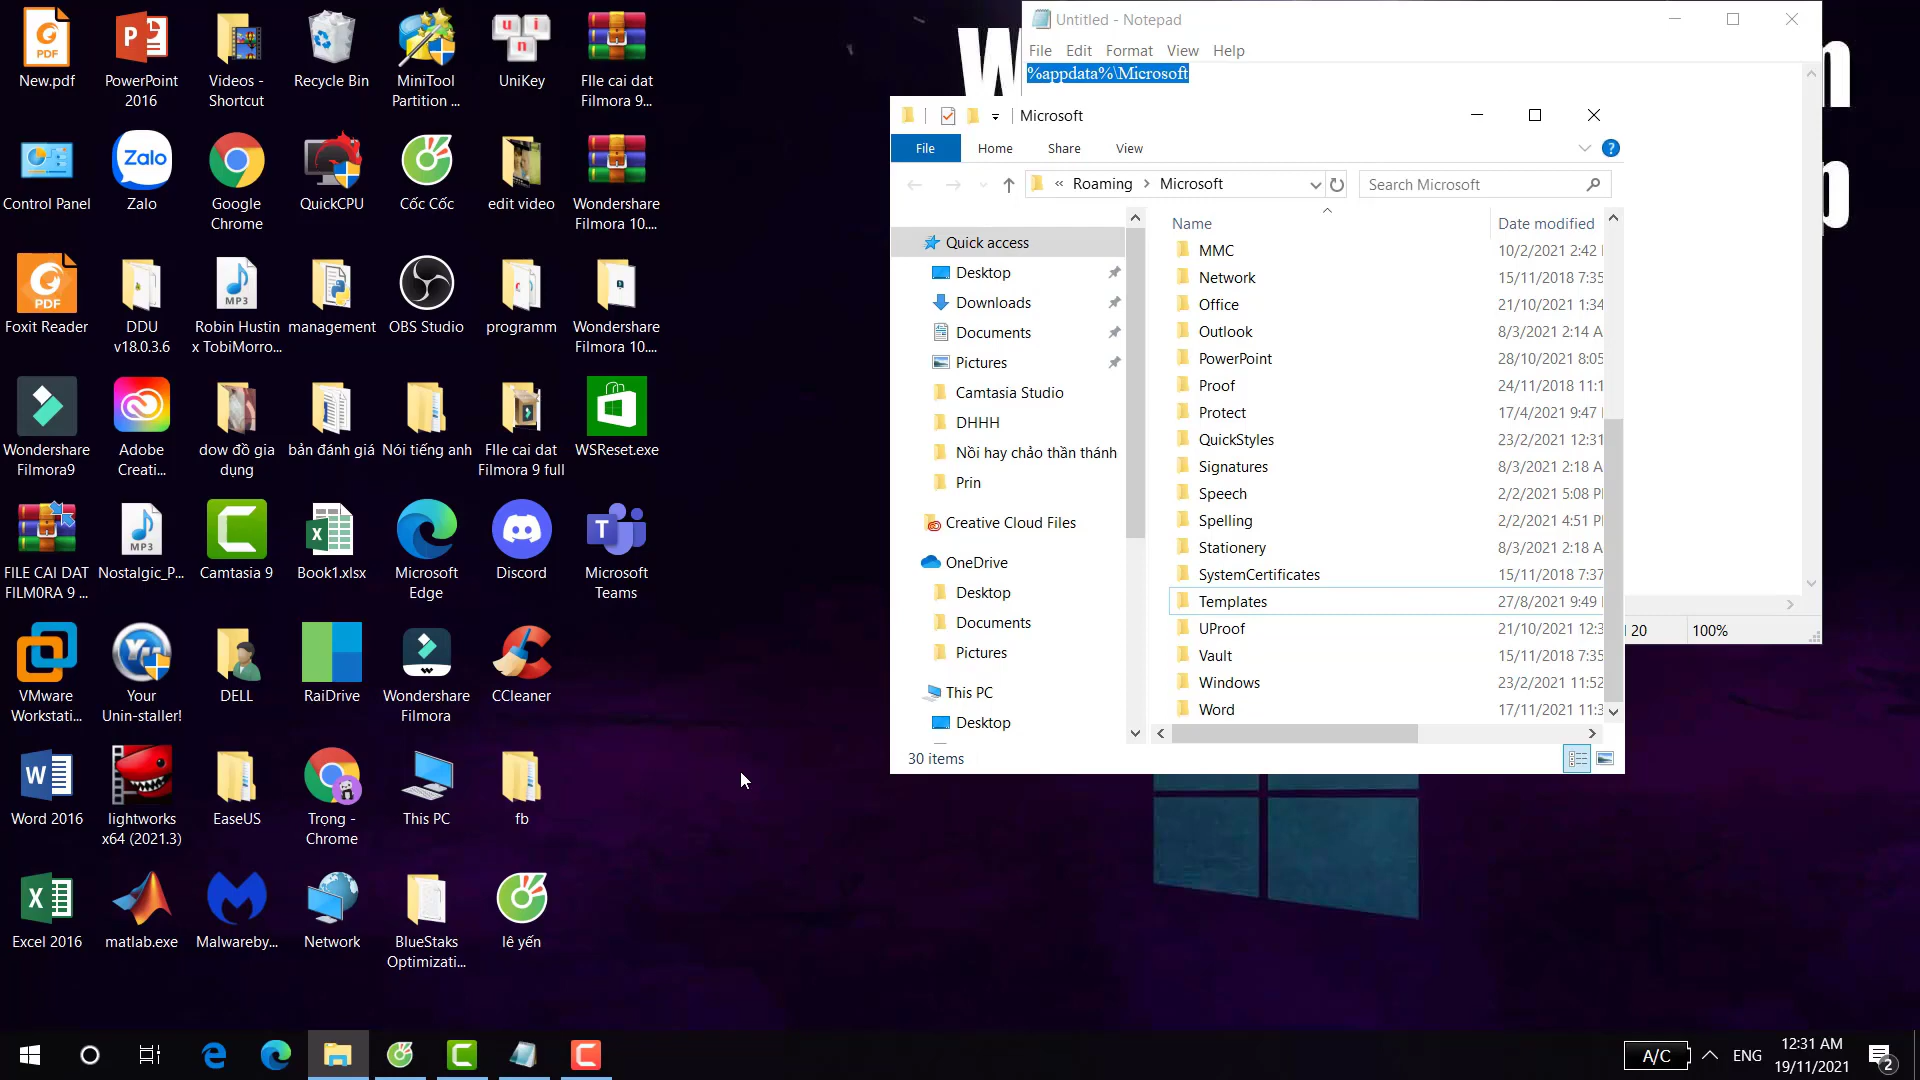 New.pdf
PowerPoint
2016
Videos -
Shortcut
Recycle Bin
MiniTool
Partition ...
UniKey
FIle cai dat
Filmora 9...
Control Panel
Zalo
Zalo
Google
Chrome
QuickCPU
Cốc Cốc
edit video
Wondershare
Filmora 10....
Foxit Reader
DDU
v18.0.3.6
Robin Hustin
x TobiMorro...
management
OBS Studio
programm
Wondershare
Filmora 10....
Wondershare
Filmora9
Adobe
Creati...
dow đồ gia
dụng
bản đánh giá
Nói tiếng anh
FIle cai dat
Filmora 9 full
WSReset.exe
FILE CAI DAT
FILM0RA 9 ...
Nostalgic_P...
Camtasia 9
Book1.xlsx
Microsoft
Edge
Discord
Microsoft
Teams
VMware
Workstati...
Your
Unin-staller!
DELL
RaiDrive
Wondershare
Filmora
CCleaner
Word 2016
lightworks
x64 (2021.3)
EaseUS
Trọng -
Chrome
This PC
fb
Excel 2016
matlab.exe
Malwareby...
Network
BlueStaks
Optimizati...
lê yến
Untitled - Notepad
File Edit Format View Help
%appdata%\Microsoft
20
100%
Microsoft
File Home Share View
« Roaming > Microsoft
Search Microsoft
Quick access
Desktop
Downloads
Documents
Pictures
Camtasia Studio
DHHH
Nồi hay chảo thần thánh
Prin
Creative Cloud Files
OneDrive
Desktop
Documents
Pictures
This PC
Desktop
Name Date modified
MMC 10/2/2021 2:42
Network 15/11/2018 7:35
Office 21/10/2021 1:34
Outlook 8/3/2021 2:14 A
PowerPoint 28/10/2021 8:05
Proof 24/11/2018 11:1
Protect 17/4/2021 9:47
QuickStyles 23/2/2021 12:31
Signatures 8/3/2021 2:18 A
Speech 2/2/2021 5:08 P
Spelling 2/2/2021 4:51 P
Stationery 8/3/2021 2:18 A
SystemCertificates 15/11/2018 7:37
Templates 27/8/2021 9:49
UProof 21/10/2021 12:3
Vault 15/11/2018 7:35
Windows 23/2/2021 11:52
Word 17/11/2021 11:3
30 items
A/C
ENG
12:31 AM
19/11/2021
2